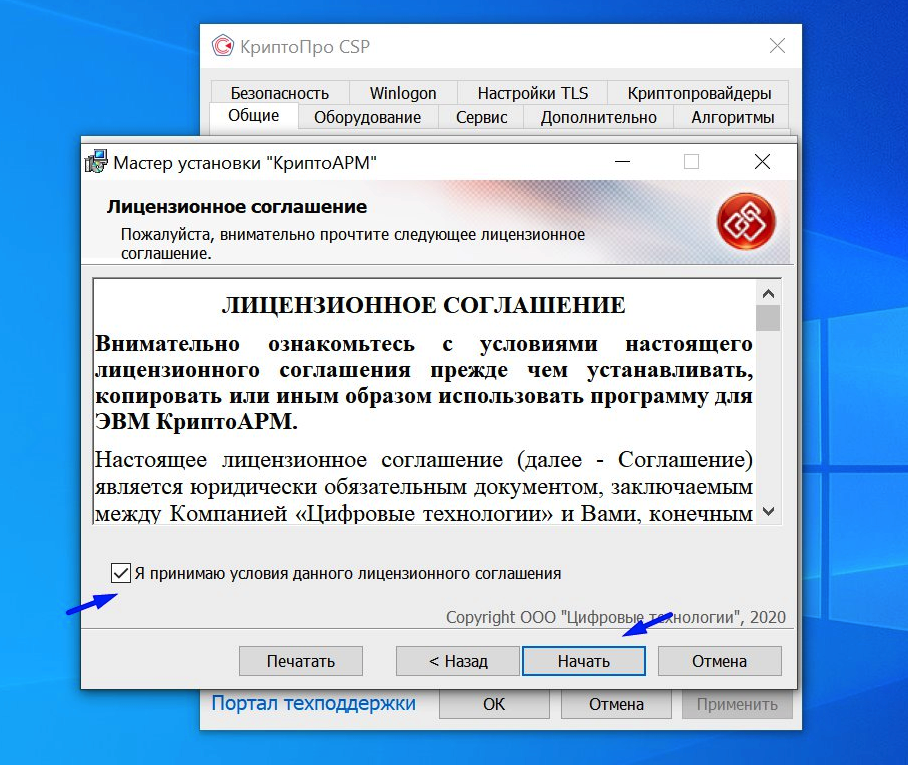 КриптоПро CSP
Безопасность Winlogon Настройки TLS Криптопровайдеры
Общие Оборудование Сервис Дополнительно Алгоритмы
Мастер установки "КриптоАРМ"
Лицензионное соглашение
Пожалуйста, внимательно прочтите следующее лицензионное
соглашение.
ЛИЦЕНЗИОННОЕ СОГЛАШЕНИЕ
Внимательно ознакомьтесь с условиями настоящего
лицензионного соглашения прежде чем устанавливать,
копировать или иным образом использовать программу для
ЭВМ КриптоАРМ.
Настоящее лицензионное соглашение (далее - Соглашение)
является юридически обязательным документом, заключаемым
между Компанией «Цифровые технологии» и Вами, конечным
Я принимаю условия данного лицензионного соглашения
Copyright ООО "Цифровые технологии", 2020
Печатать < Назад Начать Отмена
Портал техподдержки ОК Отмена Применить